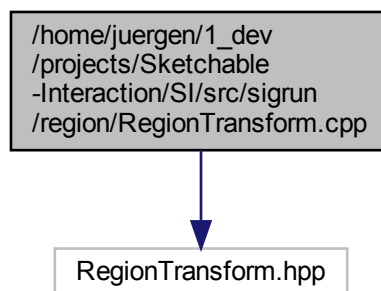 /home/juergen/1_dev
/projects/Sketchable
-Interaction/SI/src/sigrun
/region/RegionTransform.cpp
RegionTransform.hpp